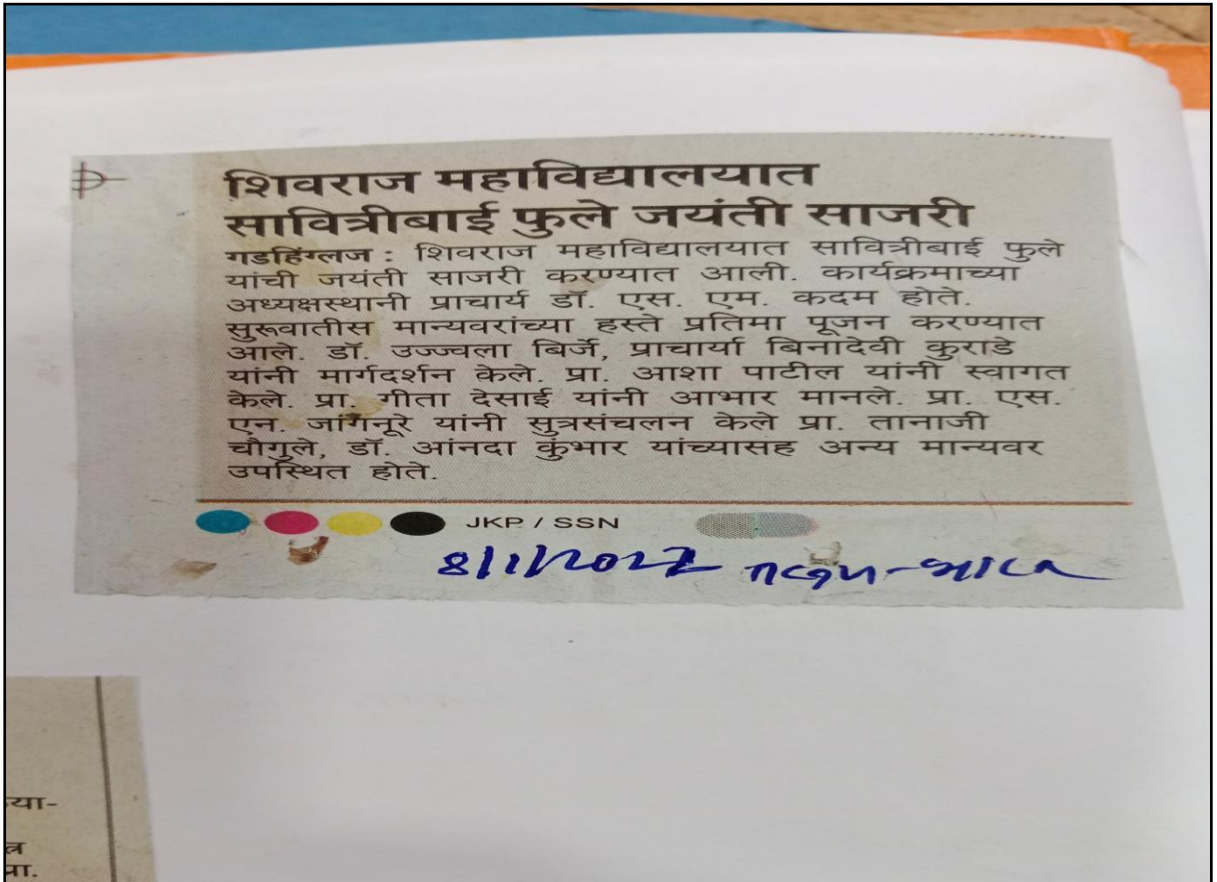 शिवराज महाविद्यालयात
सावित्रीबाई फुले जयंती साजरी
गडहिंग्लज : शिवराज महाविद्यालयात सावित्रीबाई फुले
यांची जयंती साजरी करण्यात आली. कार्यक्रमाच्या
अध्यक्षस्थानी प्राचार्य डॉ. एस. एम. कदम होते.
सुरूवातीस मान्यवरांच्या हस्ते प्रतिमा पूजन करण्यात
आले. डॉ. उज्ज्वला बिर्जे, प्राचार्या बिनादेवी कुराडे
यांनी मार्गदर्शन केले. प्रा. आशा पाटील यांनी स्वागत
केले. प्रा. गीता देसाई यांनी आभार मानले. प्रा. एस.
एन. जांगनूरे यांनी सुत्रसंचलन केले प्रा. तानाजी
चौगुले, डॉ. आंनदा कुंभार यांच्यासह अन्य मान्यवर
उपस्थित होते.
JKP / SSN
8/1/2022 तरुण-भारत
या-
त्र
प्रा.